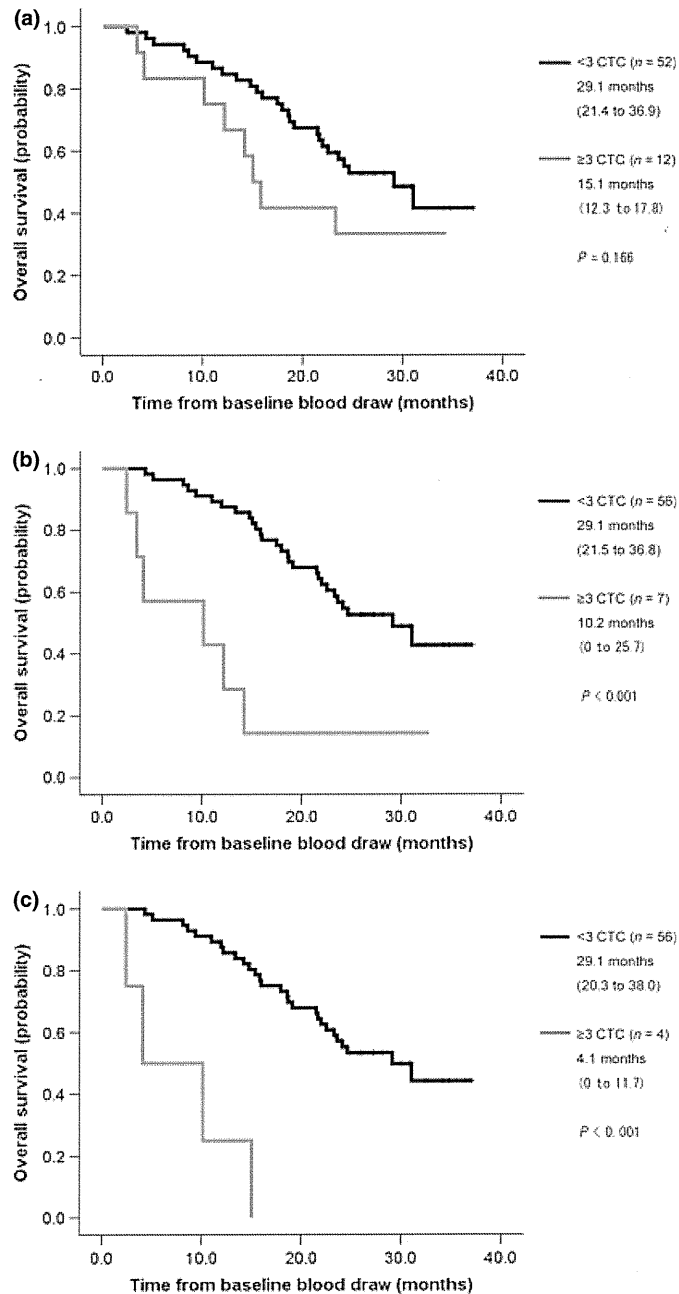 (a)
Overall survival (probability)
1.0
0.8
0.6
0.4
0.2
0.0
0.0 10.0 20.0 30.0 40.0
Time from baseline blood draw (months)
<3 CTC (n = 52)
29.1 months
(21.4 to 36.9)
≥3 CTC (n = 12)
15.1 months
(12.3 to 17.8)
P = 0.166
(b)
Overall survival (probability)
1.0
0.8
0.6
0.4
0.2
0.0
0.0 10.0 20.0 30.0 40.0
Time from baseline blood draw (months)
<3 CTC (n = 56)
29.1 months
(21.5 to 36.8)
≥3 CTC (n = 7)
10.2 months
(0 to 25.7)
P < 0.001
(c)
Overall survival (probability)
1.0
0.8
0.6
0.4
0.2
0.0
0.0 10.0 20.0 30.0 40.0
Time from baseline blood draw (months)
<3 CTC (n = 56)
29.1 months
(20.3 to 38.0)
≥3 CTC (n = 4)
4.1 months
(0 to 11.7)
P < 0.001